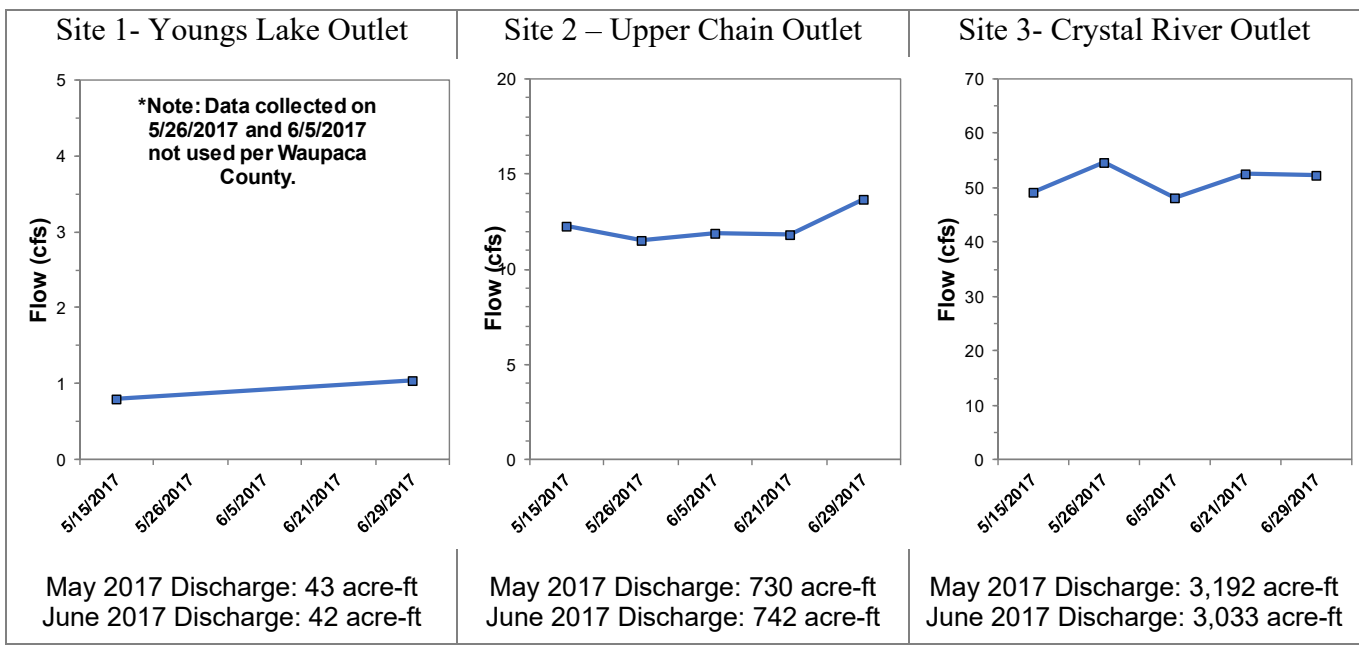 Site 1- Youngs Lake Outlet
5
4
3
2
1
0
Flow (cfs)
*Note: Data collected on
5/26/2017 and 6/5/2017
not used per Waupaca
County.
5/15/2017
5/26/2017
6/5/2017
6/21/2017
6/29/2017
May 2017 Discharge: 43 acre-ft
June 2017 Discharge: 42 acre-ft
Site 2 – Upper Chain Outlet
20
15
10
5
0
Flow (cfs)
5/15/2017
5/26/2017
6/5/2017
6/21/2017
6/29/2017
May 2017 Discharge: 730 acre-ft
June 2017 Discharge: 742 acre-ft
Site 3- Crystal River Outlet
70
60
50
40
30
20
10
0
Flow (cfs)
5/15/2017
5/26/2017
6/5/2017
6/21/2017
6/29/2017
May 2017 Discharge: 3,192 acre-ft
June 2017 Discharge: 3,033 acre-ft